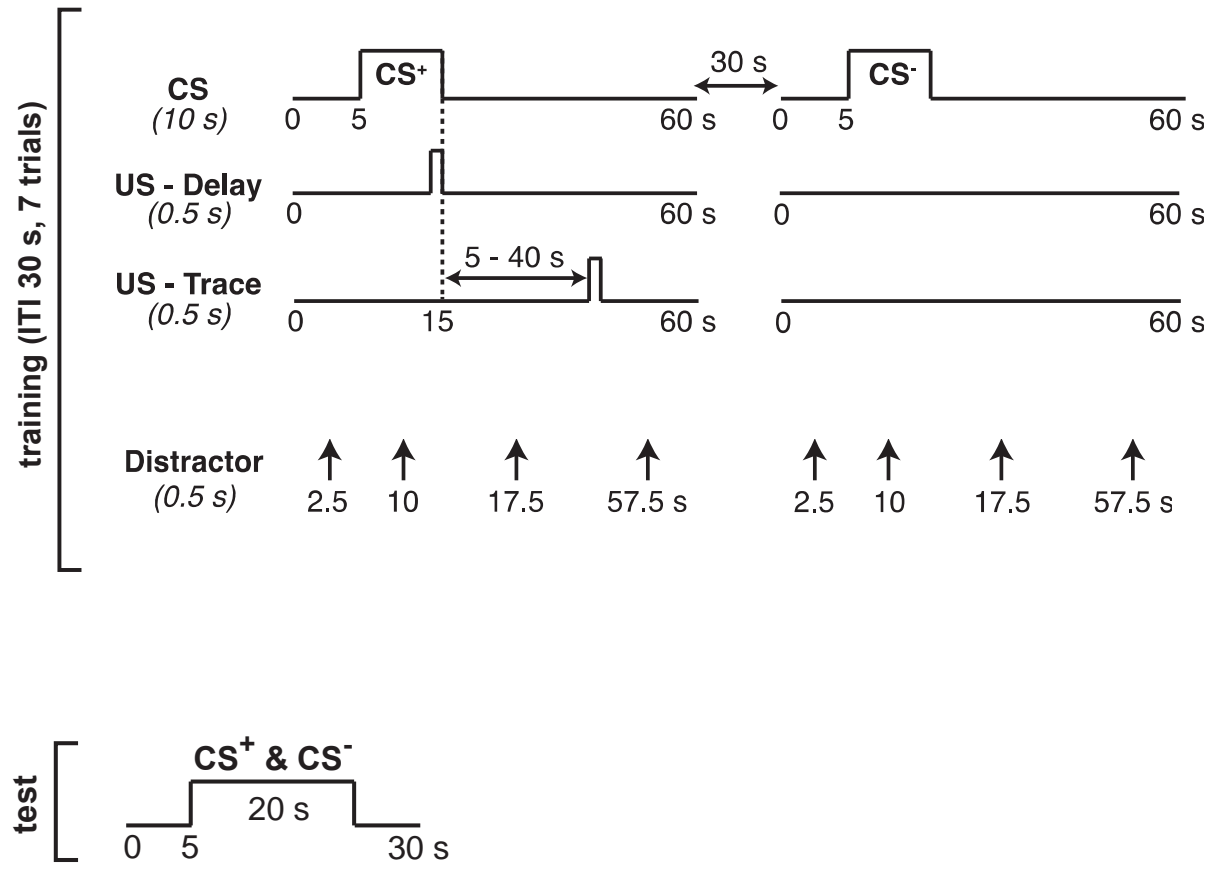 training (ITI 30 s, 7 trials)
CS
(10 s)
CS+
30 s
CS-
0 5 60 s 0 5 60 s
US - Delay
(0.5 s)
0 60 s 0 60 s
US - Trace
(0.5 s)
5 - 40 s
0 15 60 s 0 60 s
Distractor
(0.5 s)
2.5 10 17.5 57.5 s 2.5 10 17.5 57.5 s
test
CS+ & CS-
20 s
0 5 30 s